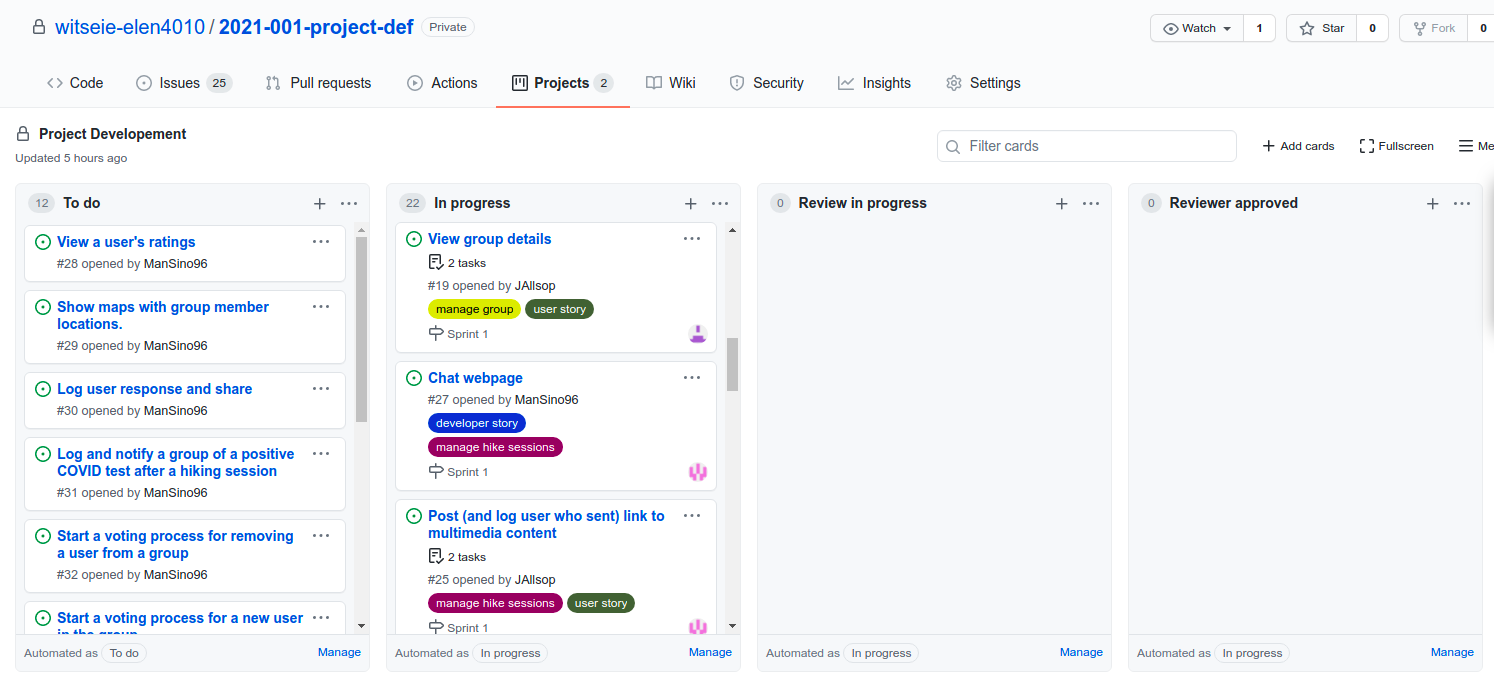 witseie-elen4010 / 2021-001-project-def Private
Watch 1 Star 0 Fork 0
Code Issues 25 Pull requests Actions Projects 2 Wiki Security Insights Settings
Project Developement
Updated 5 hours ago
Filter cards
Add cards Fullscreen Me
12 To do
View a user's ratings
#28 opened by ManSino96
Show maps with group member
locations.
#29 opened by ManSino96
Log user response and share
#30 opened by ManSino96
Log and notify a group of a positive
COVID test after a hiking session
#31 opened by ManSino96
Start a voting process for removing
a user from a group
#32 opened by ManSino96
Start a voting process for a new user
in the group
Automated as To do Manage
22 In progress
View group details
2 tasks
#19 opened by JAllsop
manage group user story
Sprint 1
Chat webpage
#27 opened by ManSino96
developer story
manage hike sessions
Sprint 1
Post (and log user who sent) link to
multimedia content
2 tasks
#25 opened by JAllsop
manage hike sessions user story
Sprint 1
Automated as In progress Manage
0 Review in progress
Automated as In progress Manage
0 Reviewer approved
Automated as In progress Manage